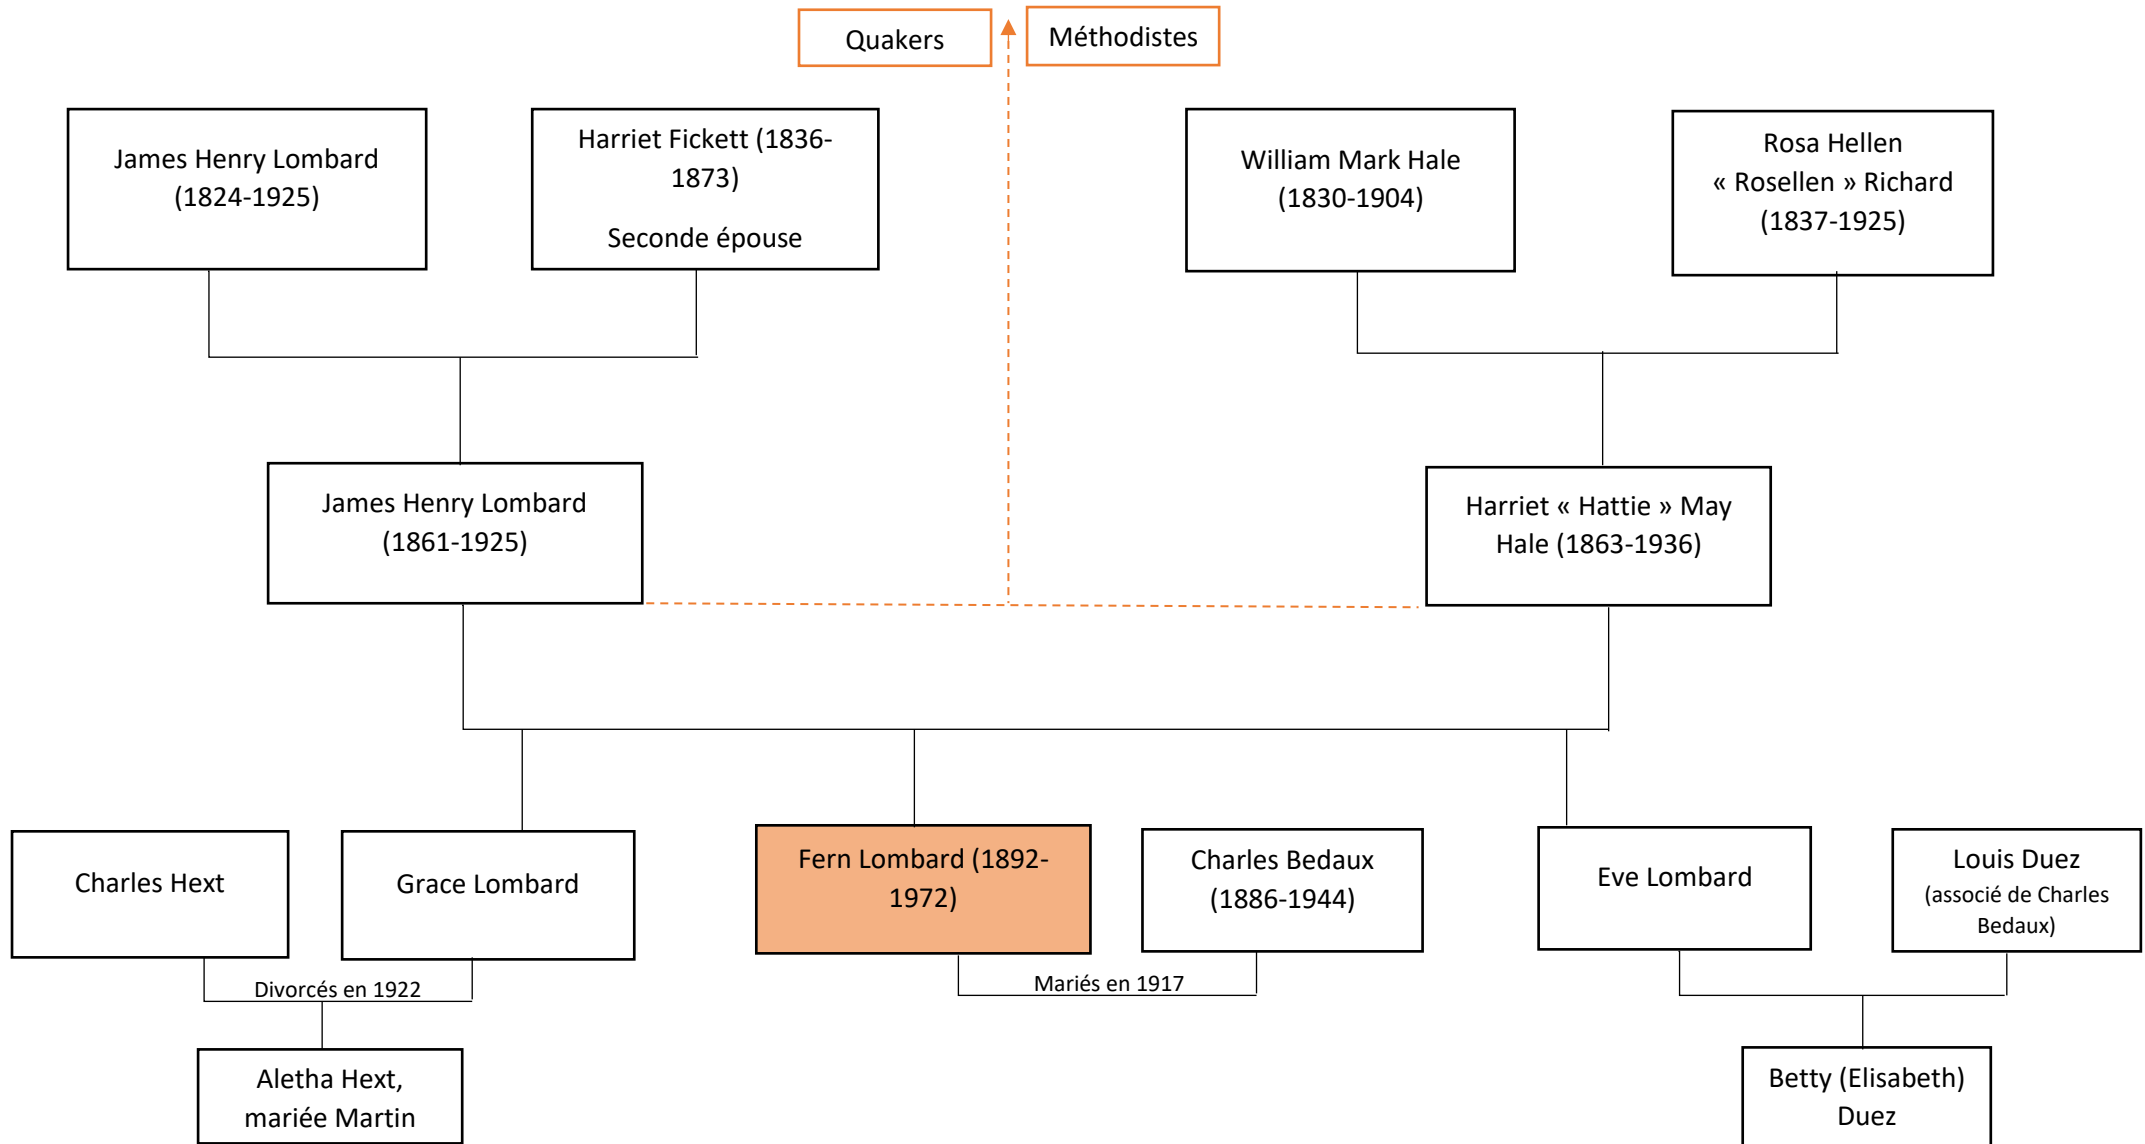 Quakers
Méthodistes
James Henry Lombard
(1824-1925)
Harriet Fickett (1836-
1873)
Seconde épouse
William Mark Hale
(1830-1904)
Rosa Hellen
« Rosellen » Richard
(1837-1925)
James Henry Lombard
(1861-1925)
Harriet « Hattie » May
Hale (1863-1936)
Charles Hext
Grace Lombard
Fern Lombard (1892-
1972)
Charles Bedaux
(1886-1944)
Eve Lombard
Louis Duez
(associé de Charles
Bedaux)
Divorcés en 1922
Mariés en 1917
Aletha Hext,
mariée Martin
Betty (Elisabeth)
Duez